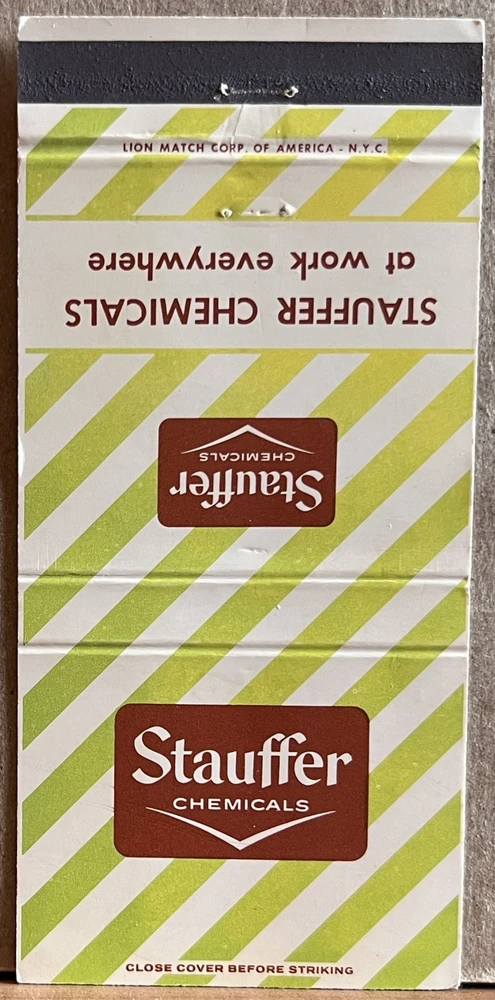 LION MATCH CORP. OF AMERICA - N.Y.C.
STAUFFER CHEMICALS
at work everywhere
Stauffer
CHEMICALS
Stauffer
CHEMICALS
CLOSE COVER BEFORE STRIKING